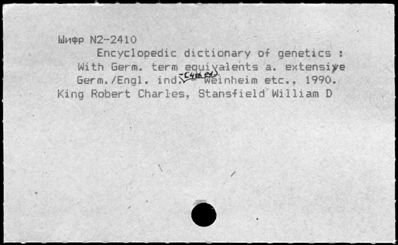 Шифр N2-2410
Encyclopedic dictionary of genetics :
With Germ. term equivalents a. extensive
Germ./Engl. ind. - Weinheim etc., 1990.
King Robert Charles, Stansfield William D